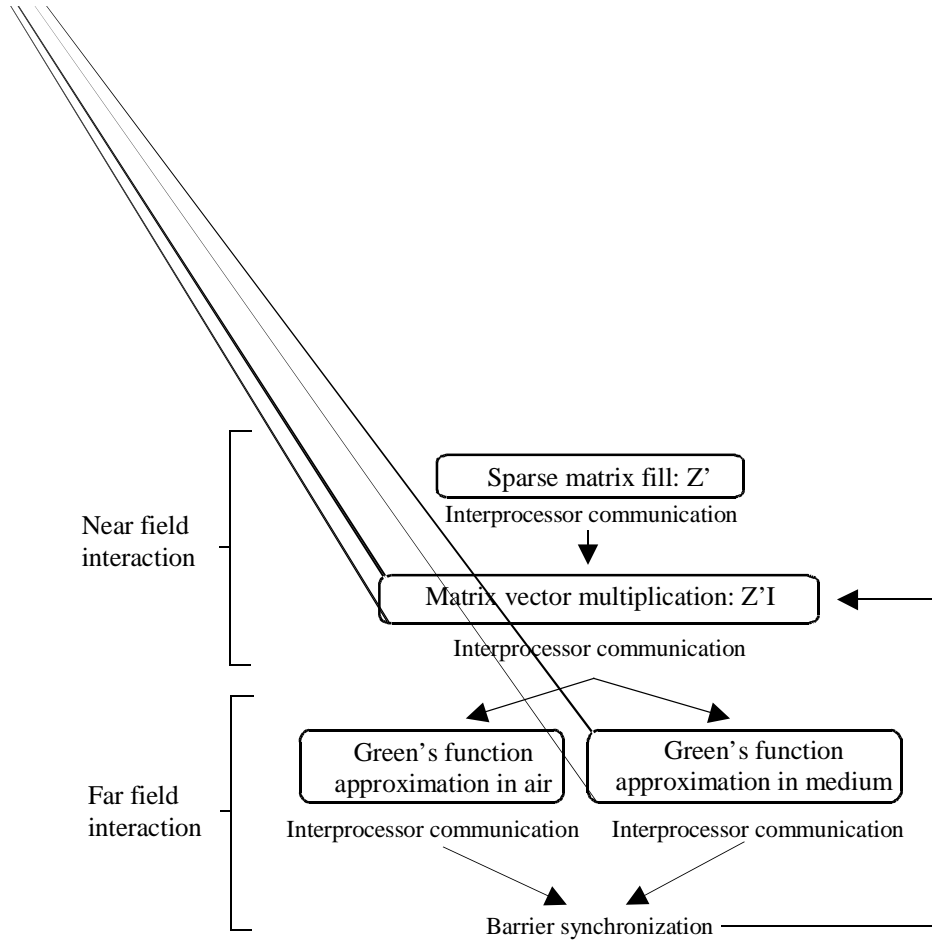 Sparse matrix fill: Z’
Interprocessor communication
Near field
interaction
Matrix vector multiplication: Z’I
Interprocessor communication
Green’s function
approximation in air
Green’s function
approximation in medium
Far field
interaction
Interprocessor communication
Interprocessor communication
Barrier synchronization